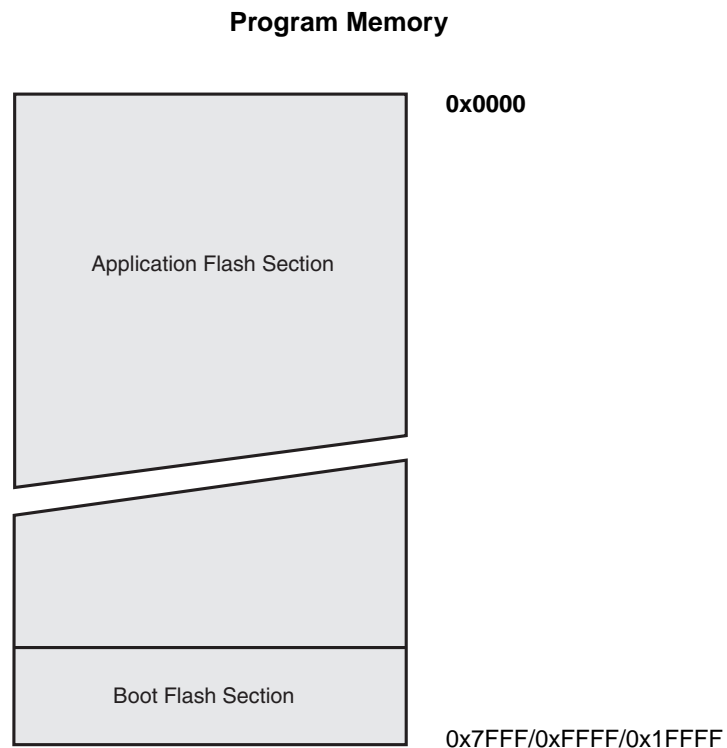 Program Memory
0x0000
Application Flash Section
Boot Flash Section
0x7FFF/0xFFFF/0x1FFFF